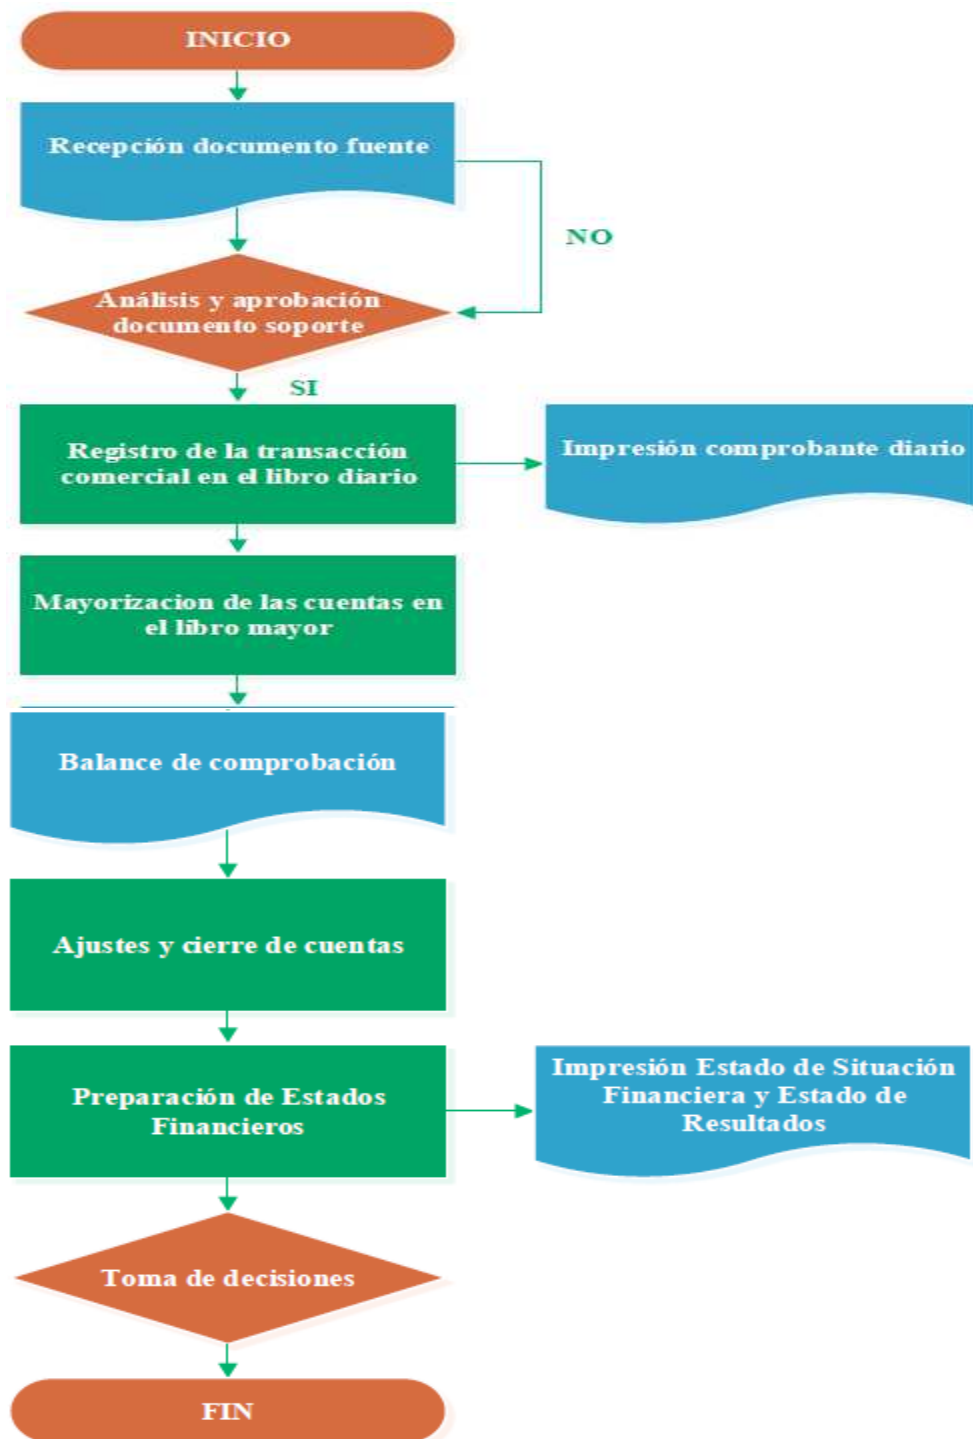 INICIO
Recepción documento fuente
NO
Análisis y aprobación
documento soporte
SI
Registro de la transacción
comercial en el libro diario
Impresión comprobante diario
Mayorizacion de las cuentas en
el libro mayor
Balance de comprobación
Ajustes y cierre de cuentas
Preparación de Estados
Financieros
Impresión Estado de Situación
Financiera y Estado de
Resultados
Toma de decisiones
FIN